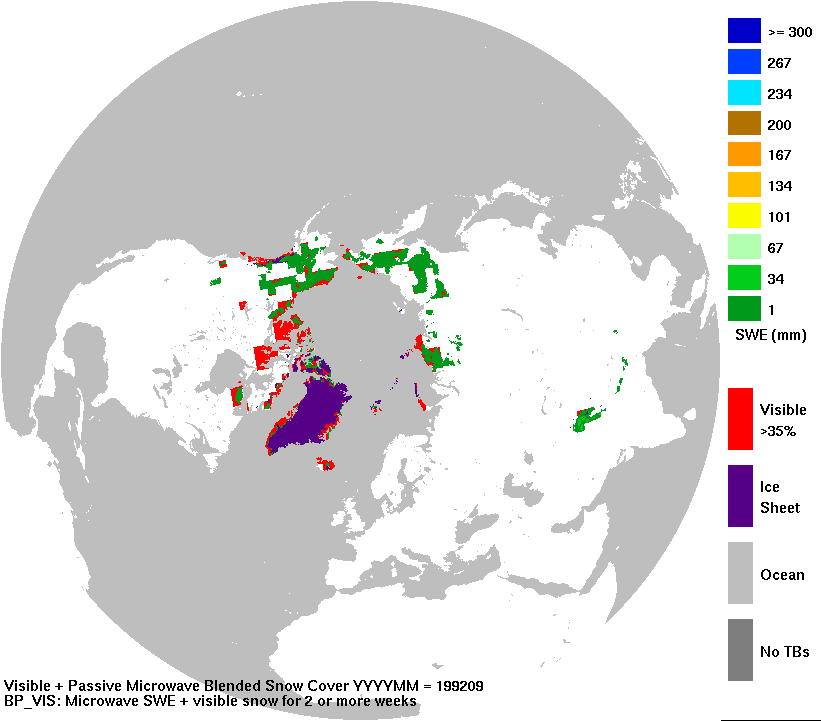 >= 300
267
234
200
167
134
101
67
34
1
SWE (mm)
Visible
>35%
Ice
Sheet
Ocean
No TBs
Visible + Passive Microwave Blended Snow Cover YYYYMM = 199209
BP_VIS: Microwave SWE + visible snow for 2 or more weeks